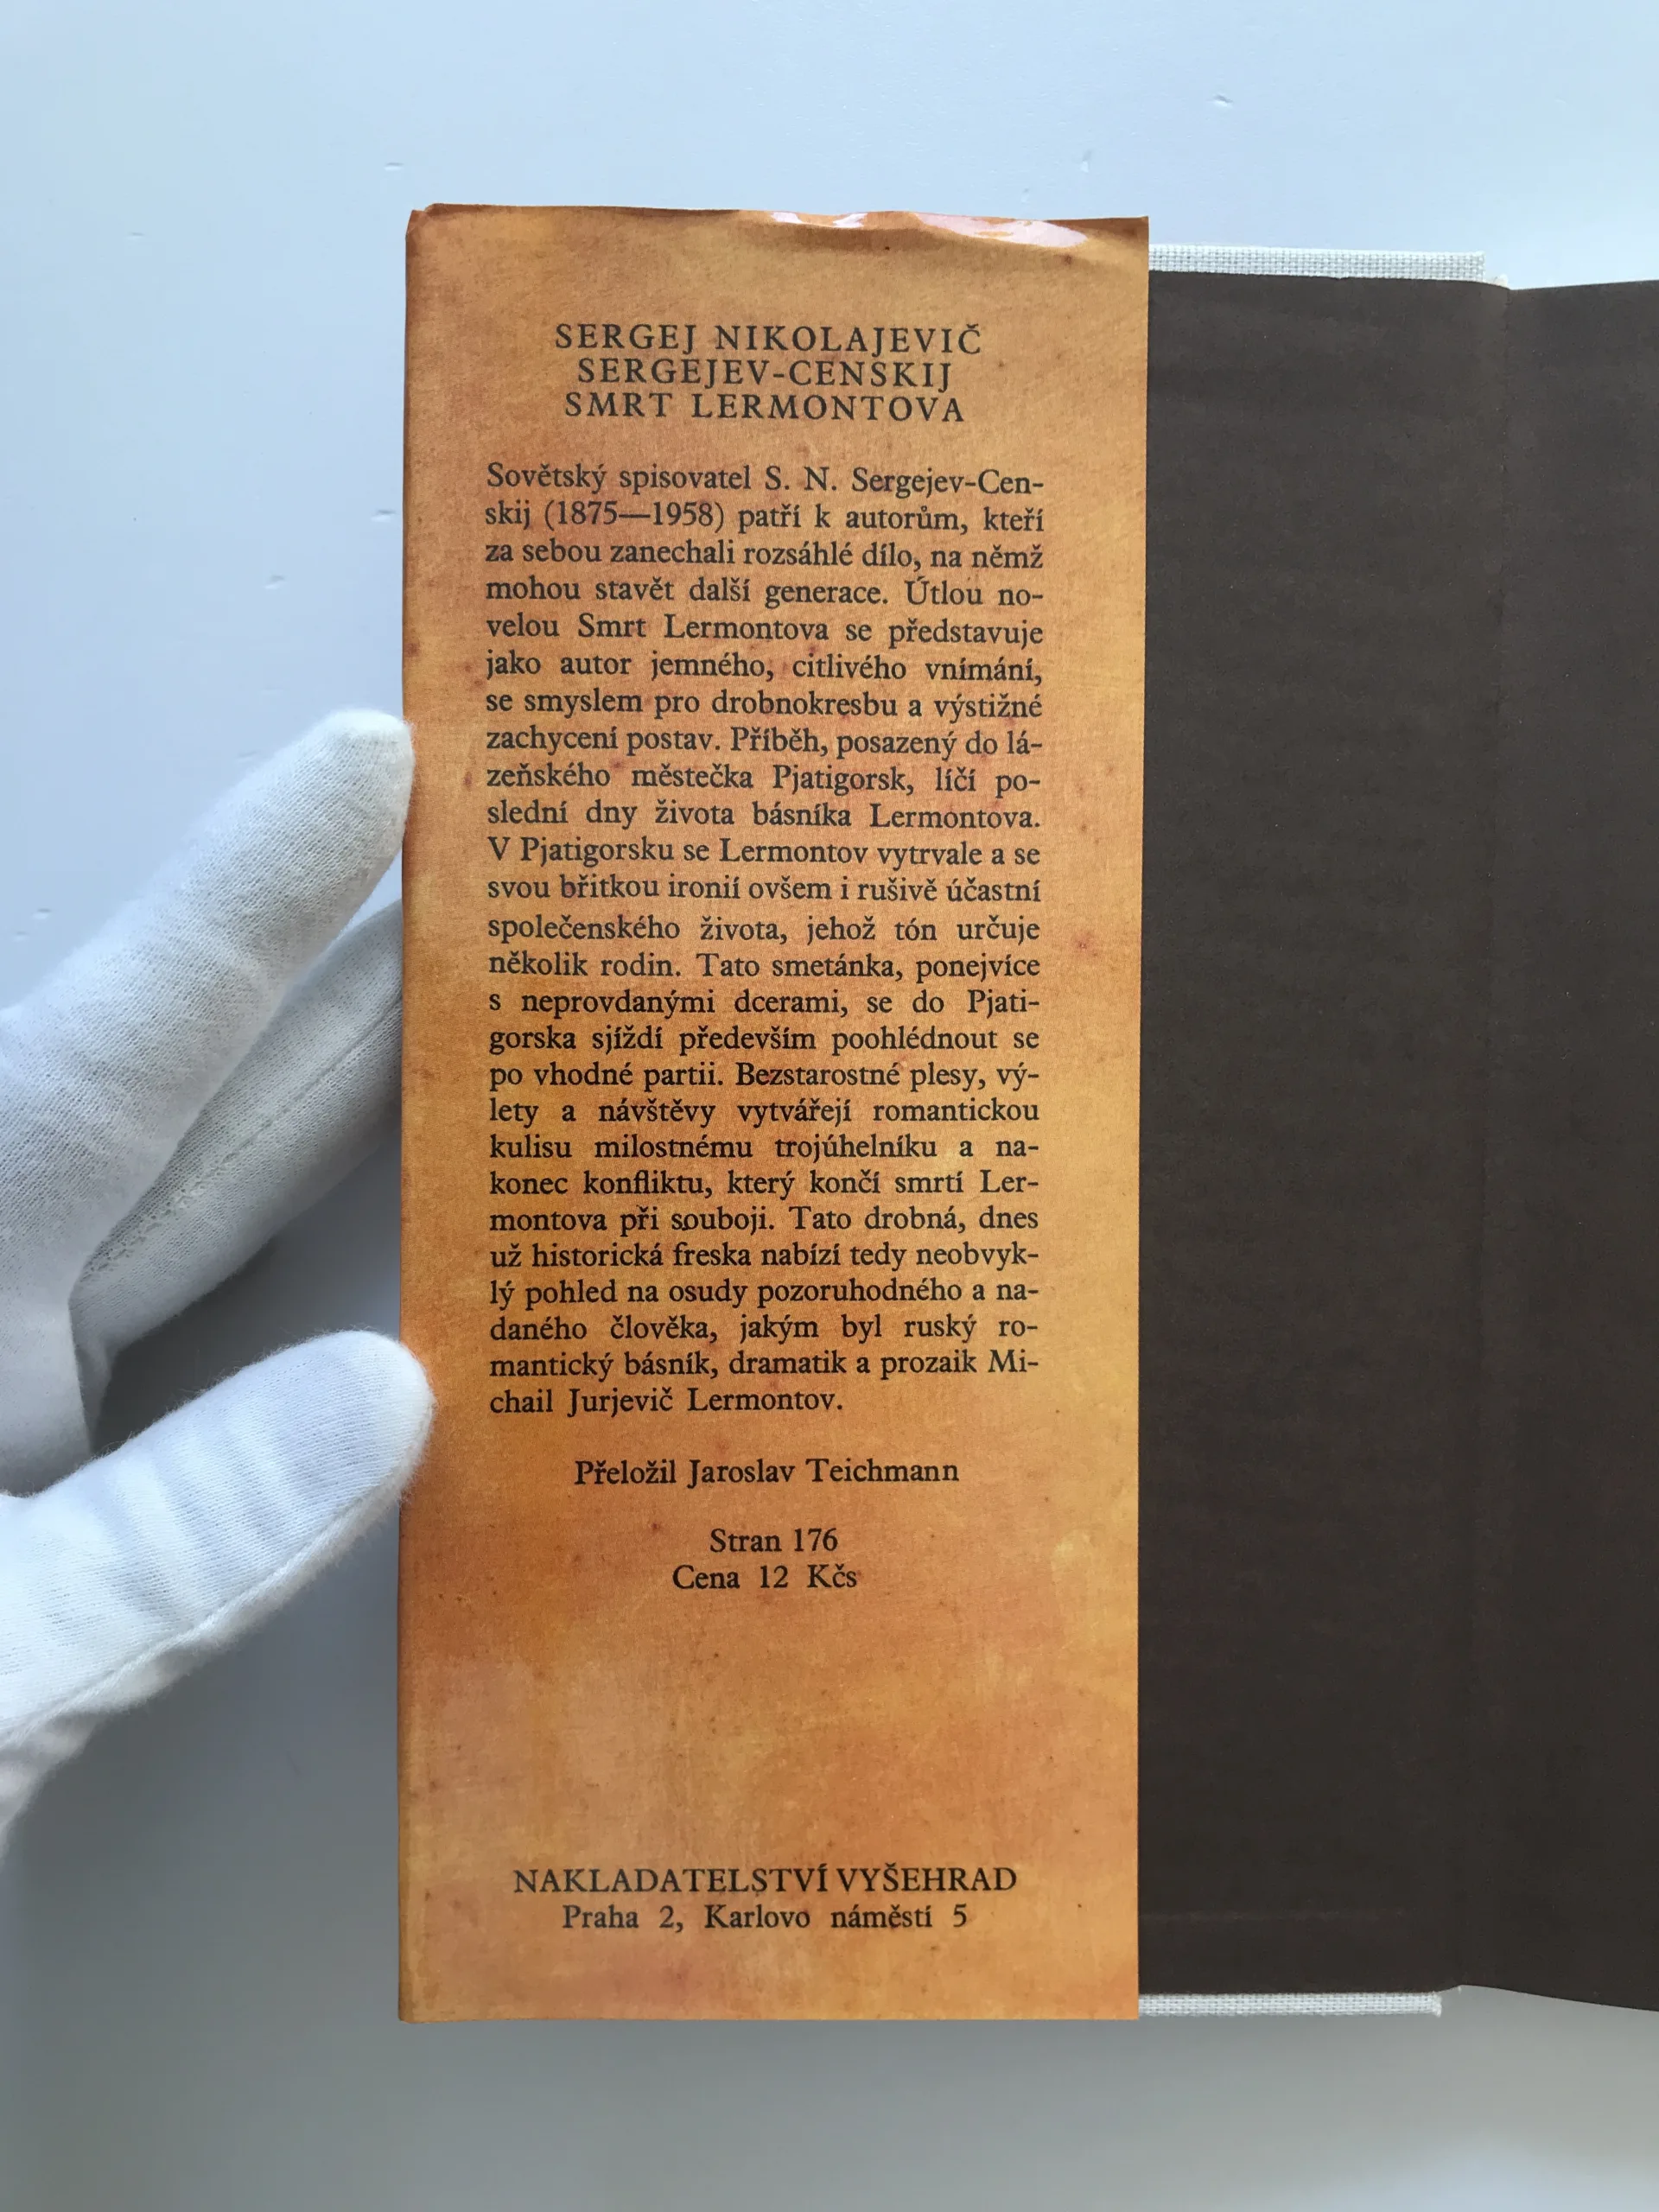 SERGEJ NIKOLAJEVIČ
SERGEJEV-CENSKIJ
SMRT LERMONTOVA
Sovětský spisovatel S. N. Sergejev-Cen-
skij (1875—1958) patří k autorům, kteří
za sebou zanechali rozsáhlé dílo, na němž
mohou stavět další generace. Útlou no-
velou Smrt Lermontova se představuje
jako autor jemného, citlivého vnímání,
se smyslem pro drobnokresbu a výstižné
zachycení postav. Příběh, posazený do lá-
zeňského městečka Pjatigorsk, líčí po-
slední dny života básníka Lermontova.
V Pjatigorsku se Lermontov vytrvale a se
svou břitkou ironií ovšem i rušivě účastní
společenského života, jehož tón určuje
několik rodin. Tato smetánka, ponejvíce
s neprovdanými dcerami, se do Pjati-
gorska sjíždí především poohlédnout se
po vhodné partii. Bezstarostné plesy, vý-
lety a návštěvy vytvářejí romantickou
kulisu milostnému trojúhelníku a na-
konec konfliktu, který končí smrtí Ler-
montova při souboji. Tato drobná, dnes
už historická freska nabízí tedy neobvyk-
lý pohled na osudy pozoruhodného a na-
daného člověka, jakým byl ruský ro-
mantický básník, dramatik a prozaik Mi-
chail Jurjevič Lermontov.
Přeložil Jaroslav Teichmann
Stran 176
Cena 12 Kčs
NAKLADATELSTVÍ VYŠEHRAD
Praha 2, Karlovo náměstí 5